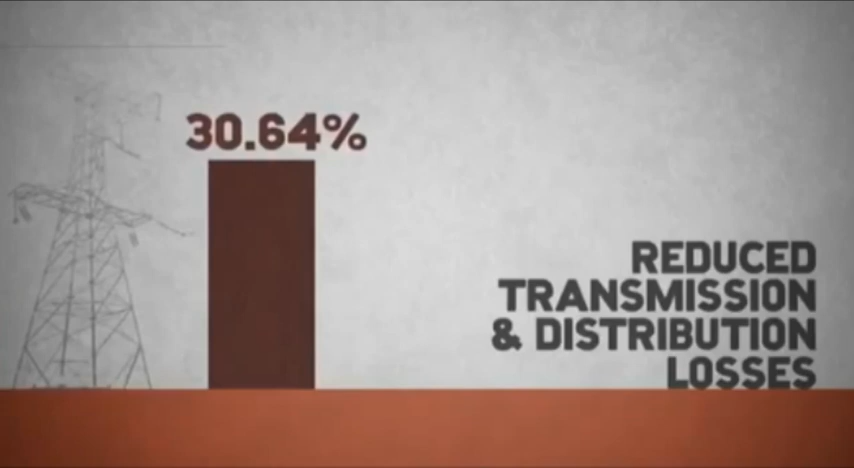 30.64%
REDUCED
TRANSMISSION
& DISTRIBUTION
LOSSES